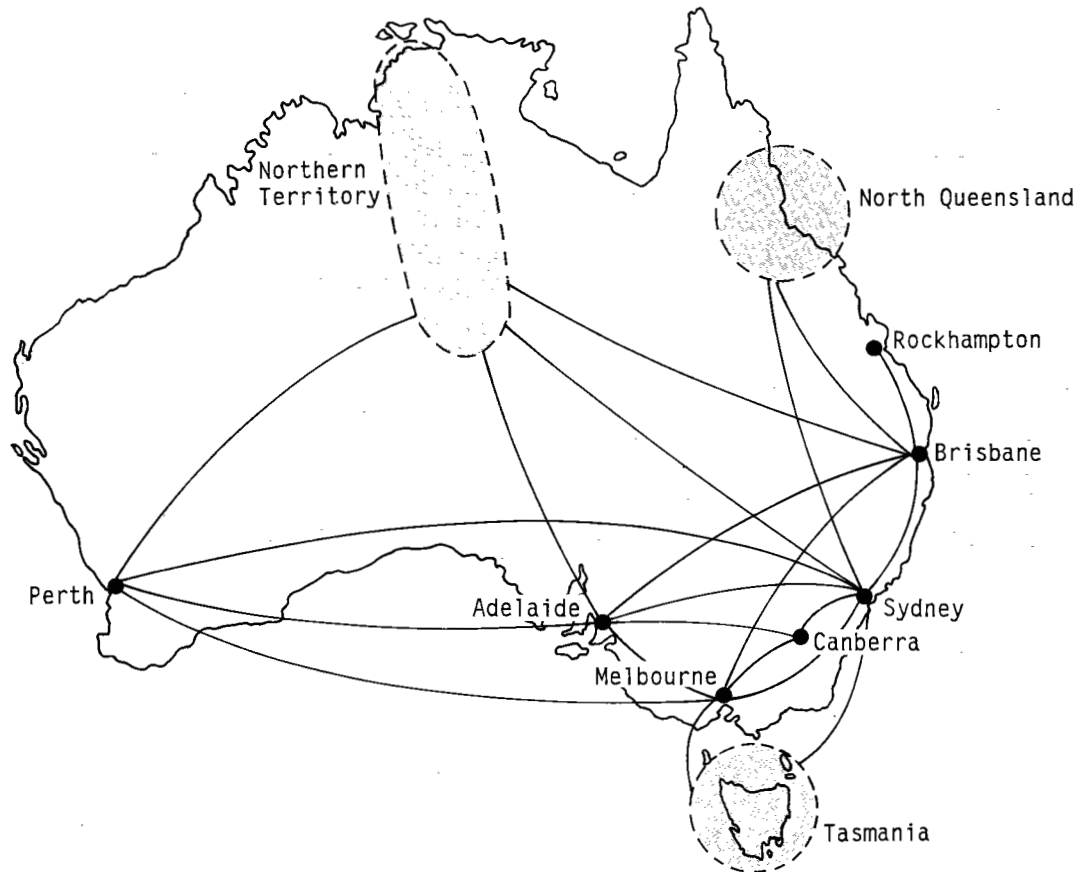 Northern
Territory
North Queensland
Rockhampton
Brisbane
Perth
Adelaide
Sydney
Canberra
Melbourne
Tasmania